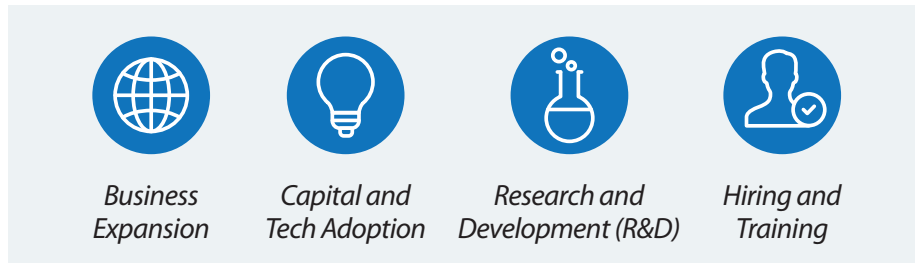 Business
Expansion
Capital and
Tech Adoption
Research and
Development (R&D)
Hiring and
Training